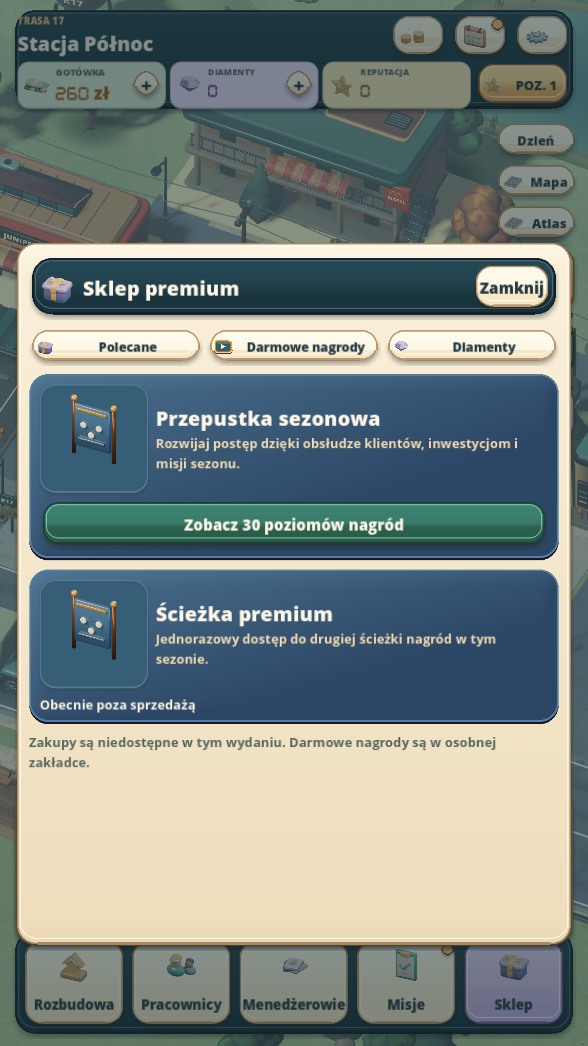 TRASA 17
Stacja Północ
GOTÓWKA
260 zł
+
DIAMENTY
0
+
REPUTACJA
0
POZ. 1
Dzień
Mapa
Atlas
MOTEL
Sklep premium
Zamknij
Polecane
Darmowe nagrody
Diamenty
Przepustka sezonowa
Rozwijaj postęp dzięki obsłudze klientów, inwestycjom i
misji sezonu.
Zobacz 30 poziomów nagród
Ścieżka premium
Jednorazowy dostęp do drugiej ścieżki nagród w tym
sezonie.
Obecnie poza sprzedażą
Zakupy są niedostępne w tym wydaniu. Darmowe nagrody są w osobnej
zakładce.
Rozbudowa
Pracownicy
Menedżerowie
Misje
Sklep